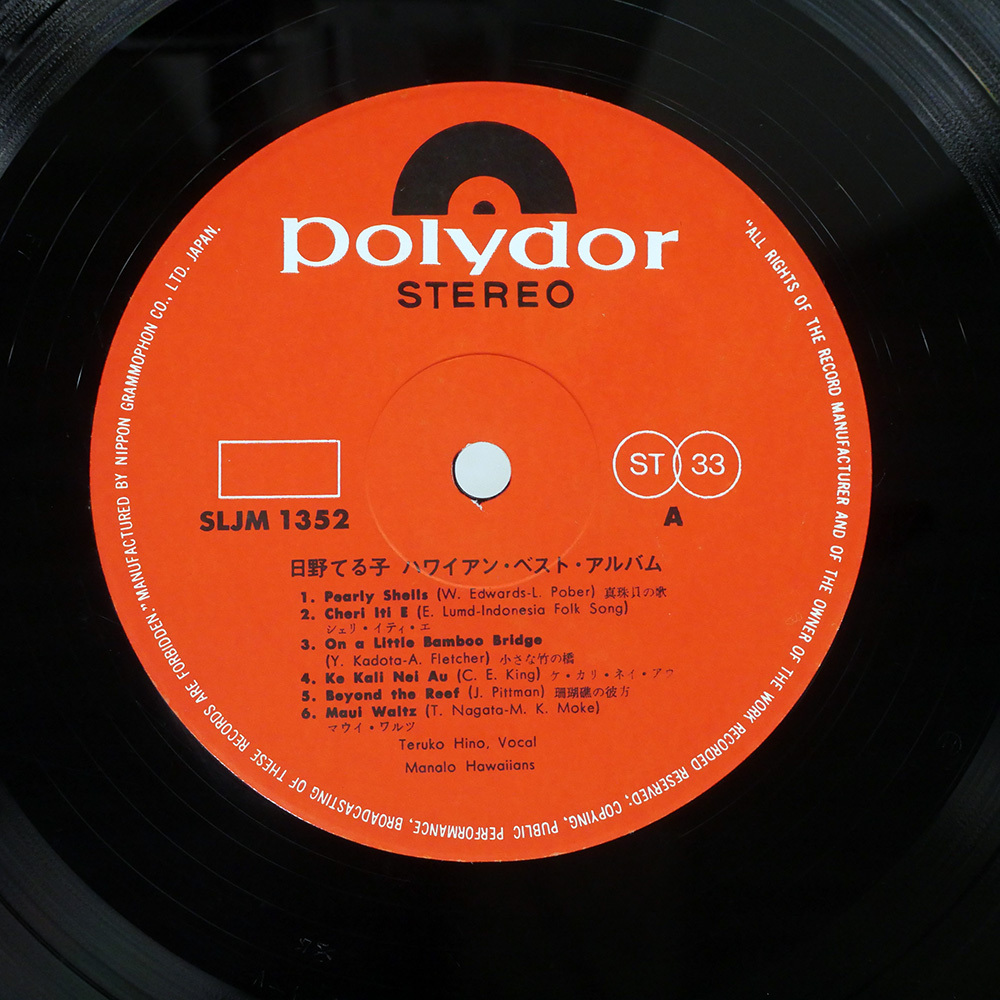 polydor
STEREO
ST 33
SLJM 1352
A
日野てる子 ハワイアン・ベスト・アルバム
1. Pearly Shells (W. Edwards-L. Pober) 真珠貝の歌
2. Cheri Iti E (E. Lumd-Indonesia Folk Song)
シェリ・イティ・エ
3. On a Little Bamboo Bridge
(Y. Kadota-A. Fletcher) 小さな竹の橋
4. Ke Kali Nei Au (C. E. King) ケ・カリ・ネイ・アウ
5. Beyond the Reef (J. Pittman) 珊瑚礁の彼方
6. Maui Waltz (T. Nagata-M. K. Moke)
マウイ・ワルツ
Teruko Hino, Vocal
Manalo Hawaiians
"ALL RIGHTS OF THE RECORD MANUFACTURER AND OF THE OWNER OF THE WORK RECORDED RESERVED; COPYING, PUBLIC PERFORMANCE, BROADCASTING OF THESE RECORDS ARE FORBIDDEN." MANUFACTURED BY NIPPON GRAMMOPHON CO., LTD. JAPAN.